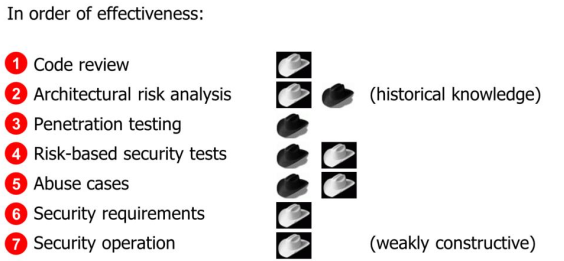 In order of effectiveness:
1 Code review
2 Architectural risk analysis (historical knowledge)
3 Penetration testing
4 Risk-based security tests
5 Abuse cases
6 Security requirements
7 Security operation (weakly constructive)